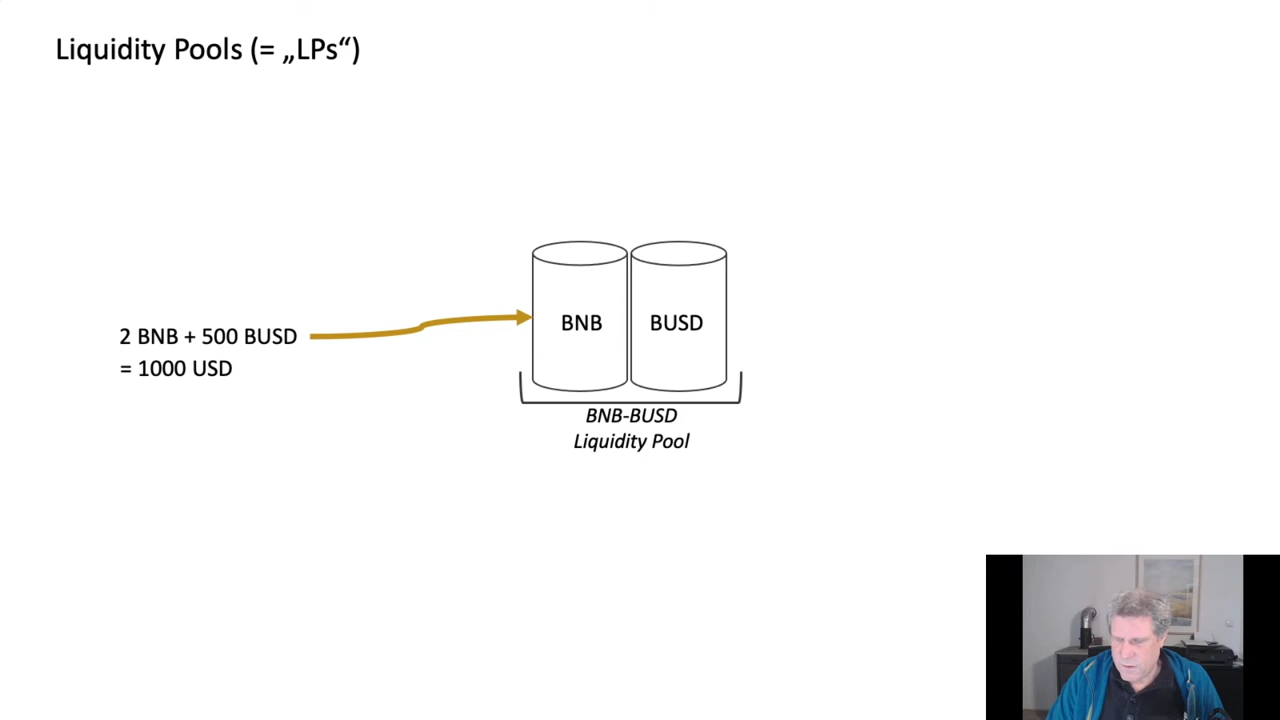 Liquidity Pools (= „LPs“)
BNB
BUSD
2 BNB + 500 BUSD
= 1000 USD
BNB-BUSD
Liquidity Pool